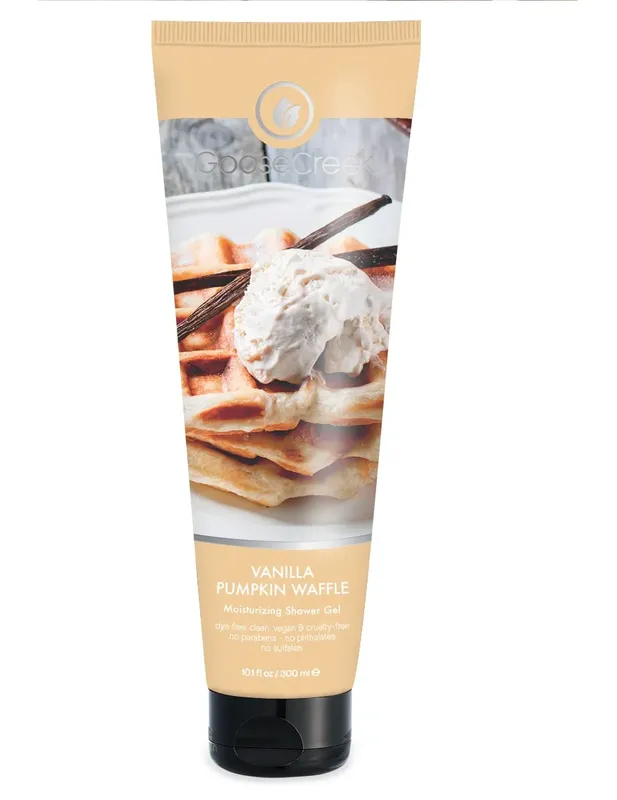 GooseCreek
VANILLA
PUMPKIN WAFFLE
Moisturizing Shower Gel
dye-free, clean, vegan & cruelty-free
no parabens - no phthalates
no sulfates
10.1 fl oz / 300 ml ℮